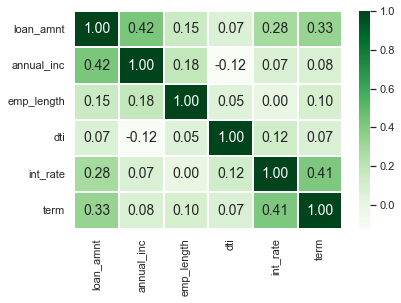 loan_amnt 1.00 0.42 0.15 0.07 0.28 0.33
annual_inc 0.42 1.00 0.18 -0.12 0.07 0.08
emp_length 0.15 0.18 1.00 0.05 0.00 0.10
dti 0.07 -0.12 0.05 1.00 0.12 0.07
int_rate 0.28 0.07 0.00 0.12 1.00 0.41
term 0.33 0.08 0.10 0.07 0.41 1.00
loan_amnt
annual_inc
emp_length
dti
int_rate
term
1.0
0.8
0.6
0.4
0.2
0.0